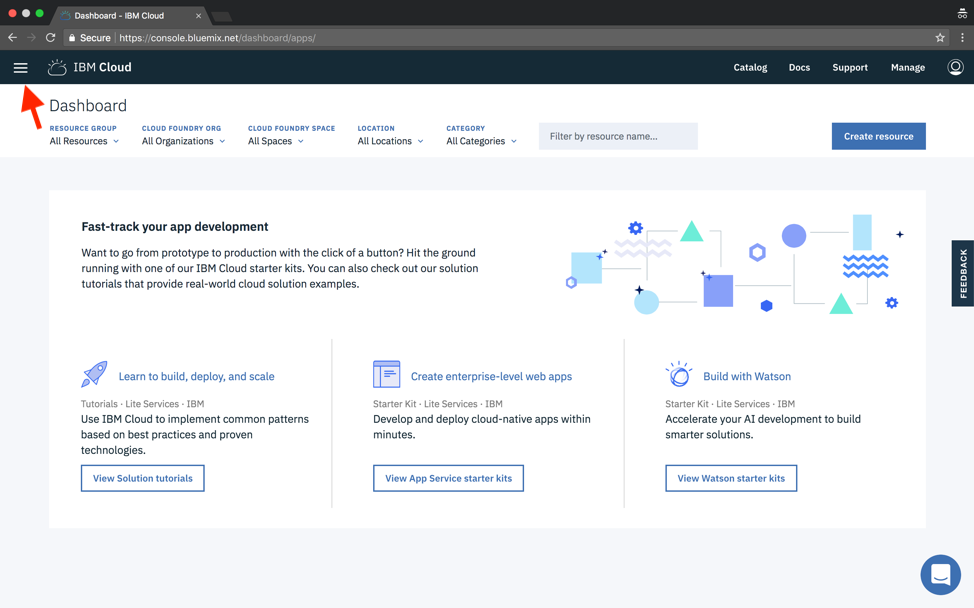 Dashboard - IBM Cloud
Secure | https://console.bluemix.net/dashboard/apps/
IBM Cloud
Catalog
Docs
Support
Manage
Dashboard
RESOURCE GROUP
All Resources
CLOUD FOUNDRY ORG
All Organizations
CLOUD FOUNDRY SPACE
All Spaces
LOCATION
All Locations
CATEGORY
All Categories
Filter by resource name...
Create resource
Fast-track your app development
Want to go from prototype to production with the click of a button? Hit the ground
running with one of our IBM Cloud starter kits. You can also check out our solution
tutorials that provide real-world cloud solution examples.
FEEDBACK
Learn to build, deploy, and scale
Tutorials · Lite Services · IBM
Use IBM Cloud to implement common patterns
based on best practices and proven
technologies.
View Solution tutorials
Create enterprise-level web apps
Starter Kit · Lite Services · IBM
Develop and deploy cloud-native apps within
minutes.
View App Service starter kits
Build with Watson
Starter Kit · Lite Services · IBM
Accelerate your AI development to build
smarter solutions.
View Watson starter kits